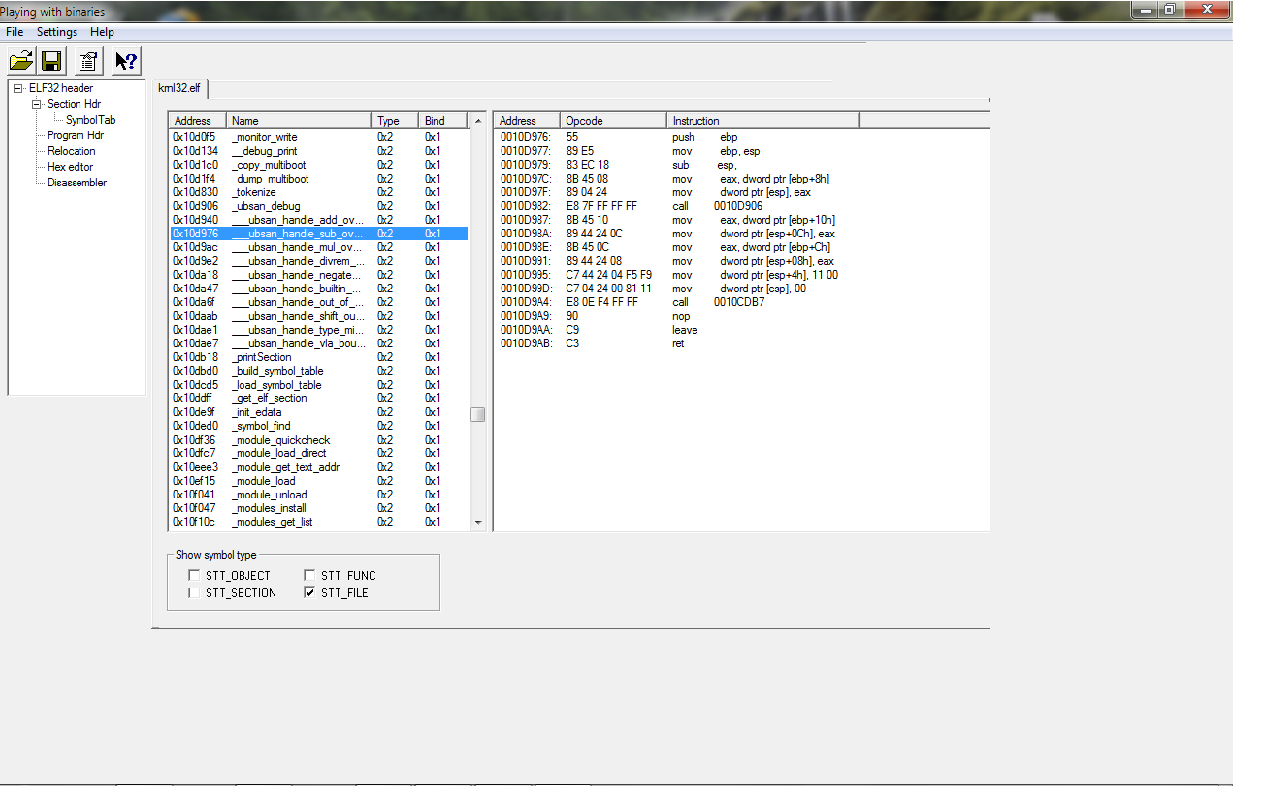 Playing with binaries
File Settings Help
ELF32 header
Section Hdr
SymbolTab
Program Hdr
Relocation
Hex editor
Disassembler
krnl32.elf
Address Name Type Bind
0x10d0f5 _monitor_write 0x2 0x1
0x10d134 __debug_print 0x2 0x1
0x10d1c0 _copy_multiboot 0x2 0x1
0x10d1f4 _dump_multiboot 0x2 0x1
0x10d830 _tokenize 0x2 0x1
0x10d906 _ubsan_debug 0x2 0x1
0x10d940 ___ubsan_handle_add_ov... 0x2 0x1
0x10d976 ___ubsan_handle_sub_ov... 0x2 0x1
0x10d9ac ___ubsan_handle_mul_ov... 0x2 0x1
0x10d9e2 ___ubsan_handle_divrem_... 0x2 0x1
0x10da18 ___ubsan_handle_negate... 0x2 0x1
0x10da47 ___ubsan_handle_builtin_... 0x2 0x1
0x10da6f ___ubsan_handle_out_of_... 0x2 0x1
0x10daab ___ubsan_handle_shift_ou... 0x2 0x1
0x10dae1 ___ubsan_handle_type_mi... 0x2 0x1
0x10dae7 ___ubsan_handle_vla_bou... 0x2 0x1
0x10db18 _printSection 0x2 0x1
0x10dbd0 _build_symbol_table 0x2 0x1
0x10dcd5 _load_symbol_table 0x2 0x1
0x10ddff _get_elf_section 0x2 0x1
0x10de9f _init_edata 0x2 0x1
0x10ded0 _symbol_find 0x2 0x1
0x10df36 _module_quickcheck 0x2 0x1
0x10dfc7 _module_load_direct 0x2 0x1
0x10eee3 _module_get_text_addr 0x2 0x1
0x10ef15 _module_load 0x2 0x1
0x10f041 _module_unload 0x2 0x1
0x10f047 _modules_install 0x2 0x1
0x10f10c _modules_get_list 0x2 0x1
Address Opcode Instruction
0010D976: 55 push ebp
0010D977: 89 E5 mov ebp, esp
0010D979: 83 EC 18 sub esp,
0010D97C: 8B 45 08 mov eax, dword ptr [ebp+8h]
0010D97F: 89 04 24 mov dword ptr [esp], eax
0010D982: E8 7F FF FF FF call 0010D906
0010D987: 8B 45 10 mov eax, dword ptr [ebp+10h]
0010D98A: 89 44 24 0C mov dword ptr [esp+0Ch], eax
0010D98E: 8B 45 0C mov eax, dword ptr [ebp+Ch]
0010D991: 89 44 24 08 mov dword ptr [esp+08h], eax
0010D995: C7 44 24 04 F5 F9 mov dword ptr [esp+4h], 11 00
0010D99D: C7 04 24 00 81 11 mov dword ptr [esp], 00
0010D9A4: E8 0E F4 FF FF call 0010CDB7
0010D9A9: 90 nop
0010D9AA: C9 leave
0010D9AB: C3 ret
Show symbol type
STT_OBJECT STT_FUNC
STT_SECTION STT_FILE